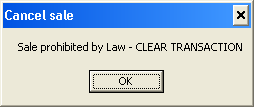 Cancel sale
Sale prohibited by Law - CLEAR TRANSACTION
OK